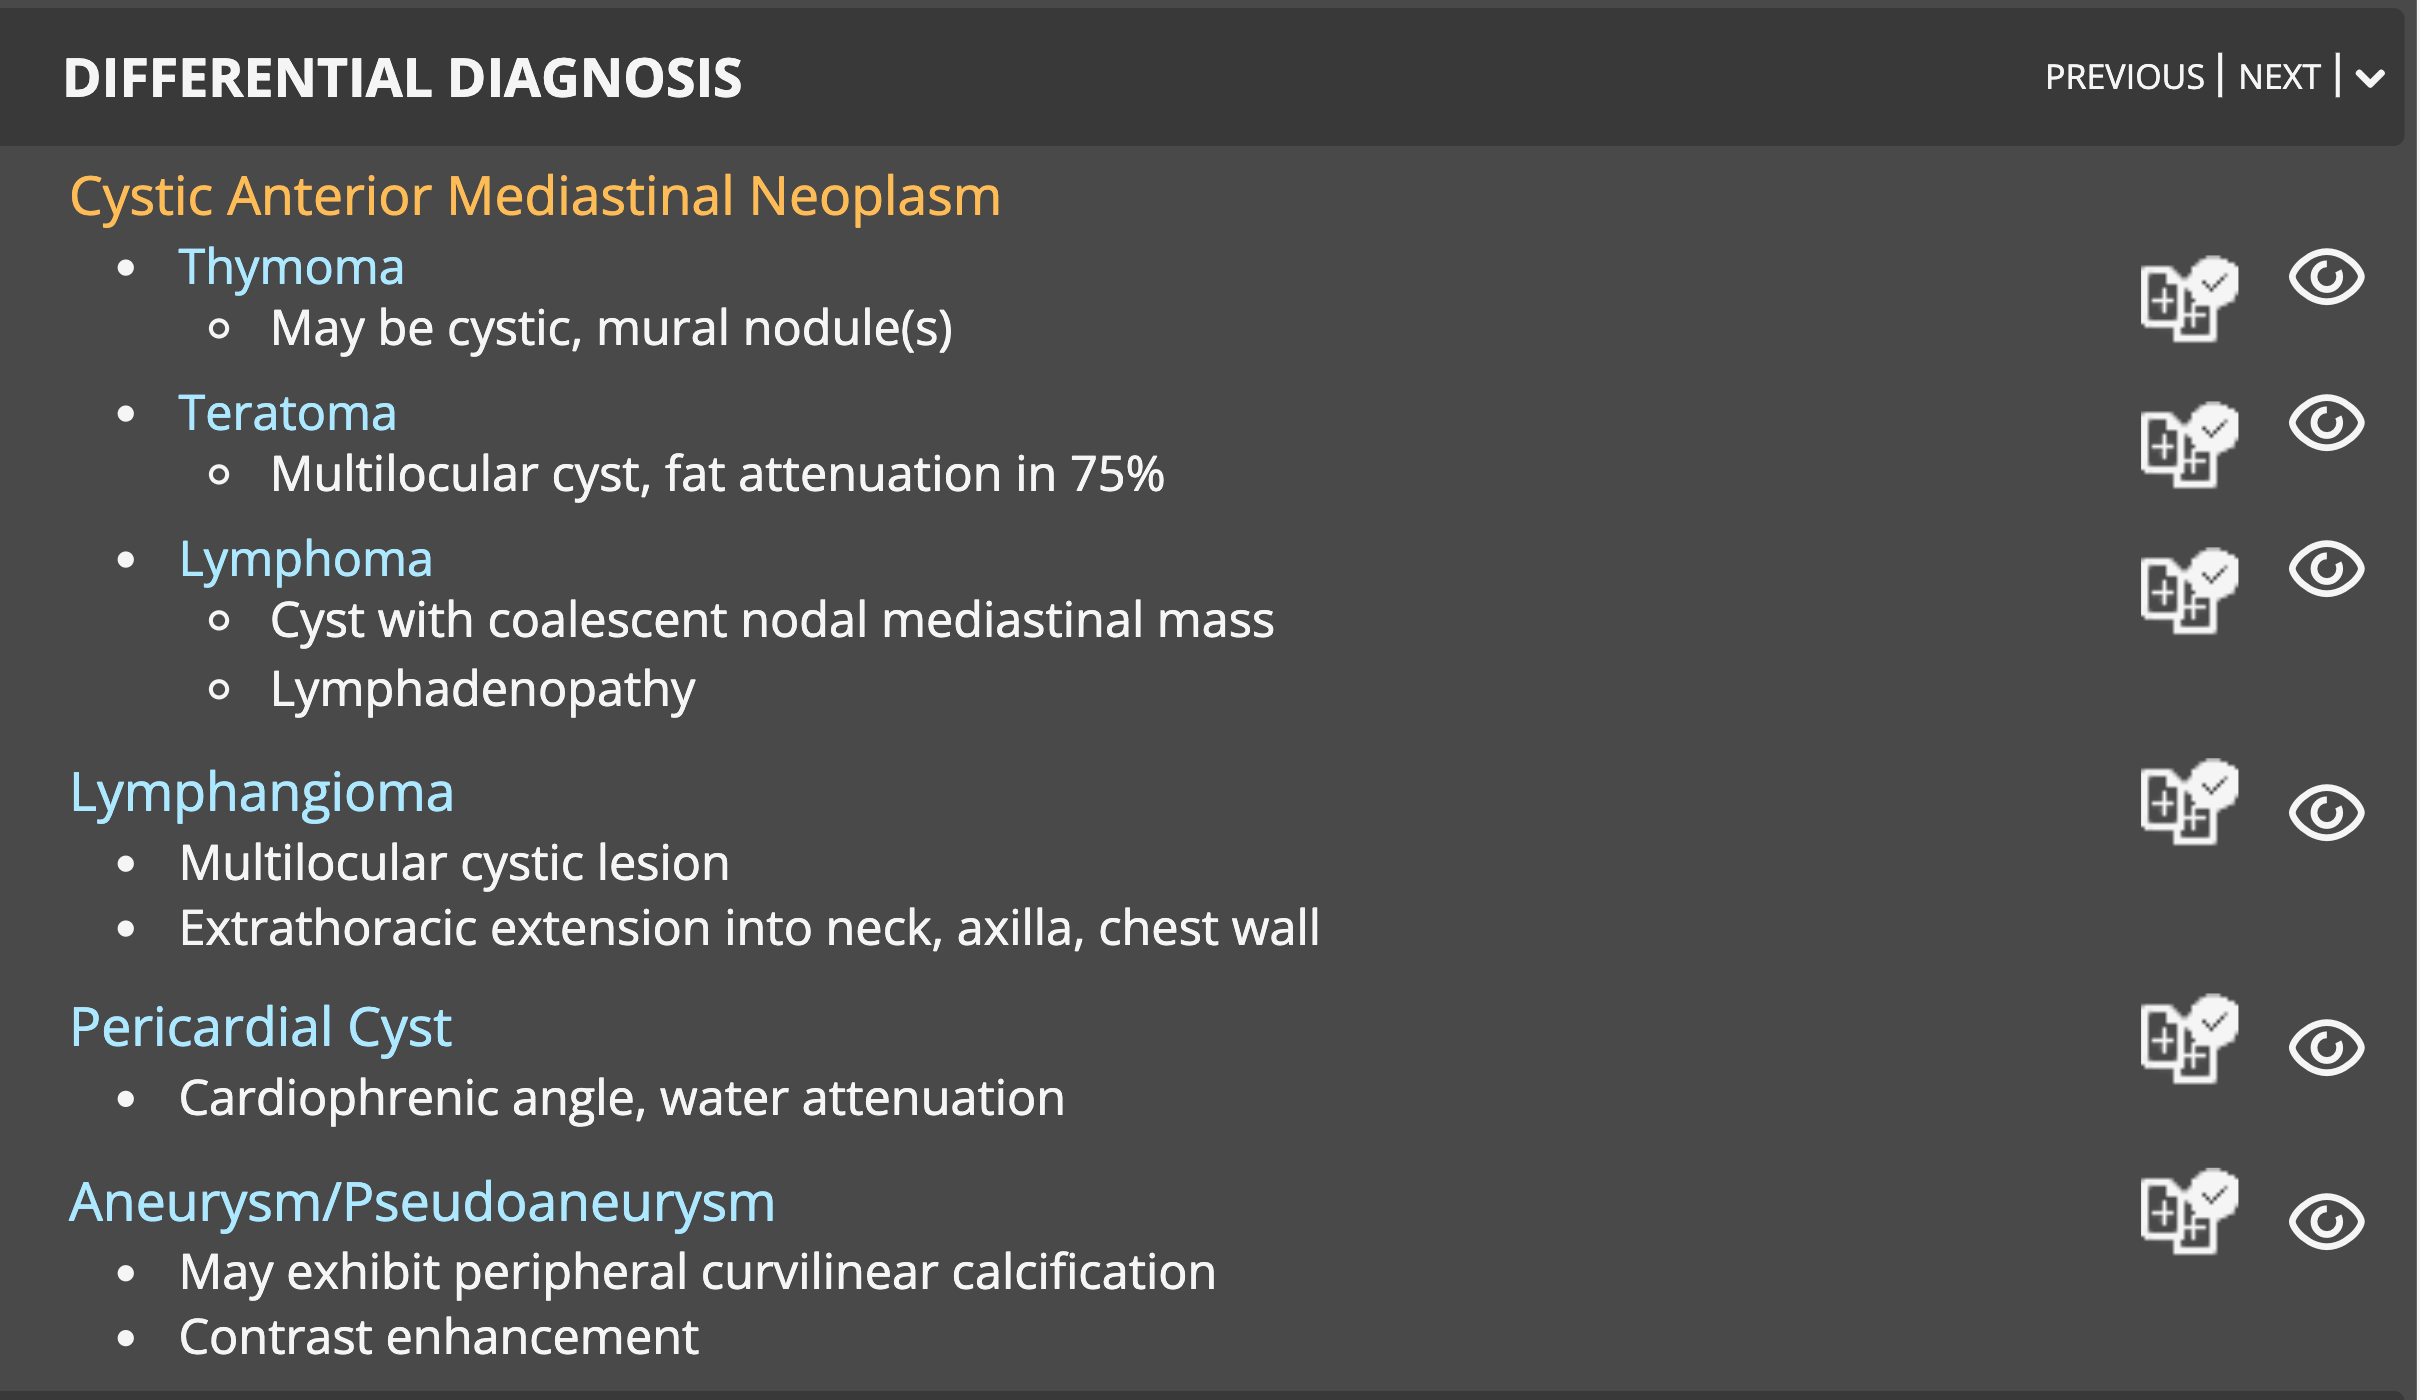 DIFFERENTIAL DIAGNOSIS
PREVIOUS | NEXT |
Cystic Anterior Mediastinal Neoplasm
• Thymoma
○ May be cystic, mural nodule(s)
• Teratoma
○ Multilocular cyst, fat attenuation in 75%
• Lymphoma
○ Cyst with coalescent nodal mediastinal mass
○ Lymphadenopathy
Lymphangioma
• Multilocular cystic lesion
• Extrathoracic extension into neck, axilla, chest wall
Pericardial Cyst
• Cardiophrenic angle, water attenuation
Aneurysm/Pseudoaneurysm
• May exhibit peripheral curvilinear calcification
• Contrast enhancement